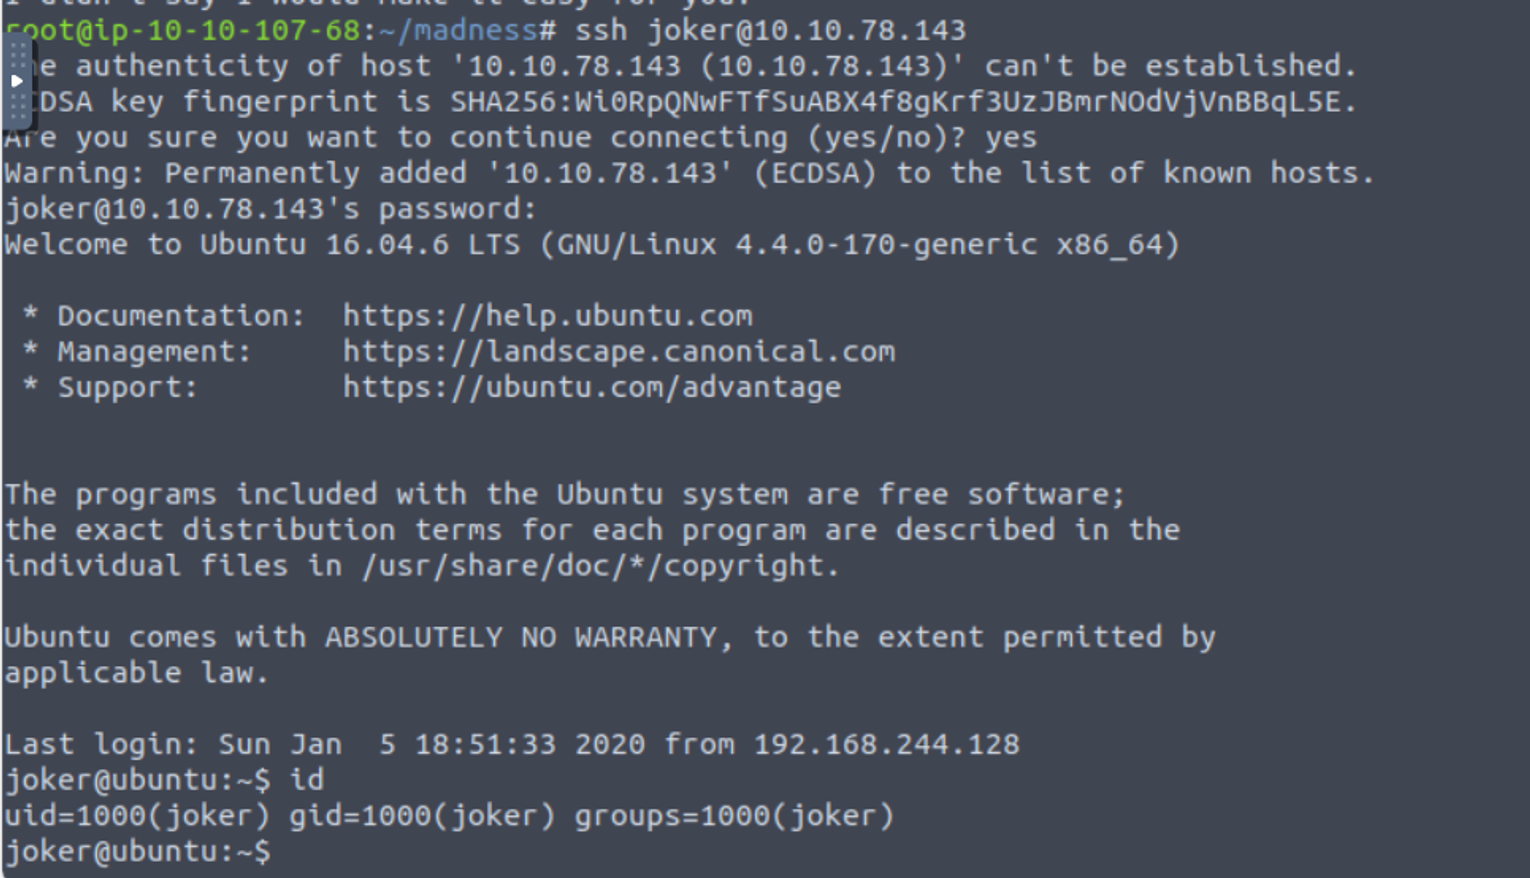 root@ip-10-10-107-68:~/madness# ssh joker@10.10.78.143
authenticity of host '10.10.78.143 (10.10.78.143)' can't be established.
key fingerprint is SHA256:Wi0RpQNwFTfSuABX4f8gKrf3UzJBmrNOdVjVnBBqL5E.
Are you sure you want to continue connecting (yes/no)? yes
Warning: Permanently added '10.10.78.143' (ECDSA) to the list of known hosts.
joker@10.10.78.143's password:
Welcome to Ubuntu 16.04.6 LTS (GNU/Linux 4.4.0-170-generic x86_64)
* Documentation:  https://help.ubuntu.com
* Management:     https://landscape.canonical.com
* Support:        https://ubuntu.com/advantage
The programs included with the Ubuntu system are free software;
the exact distribution terms for each program are described in the
individual files in /usr/share/doc/*/copyright.
Ubuntu comes with ABSOLUTELY NO WARRANTY, to the extent permitted by
applicable law.
Last login: Sun Jan  5 18:51:33 2020 from 192.168.244.128
joker@ubuntu:~$ id
uid=1000(joker) gid=1000(joker) groups=1000(joker)
joker@ubuntu:~$